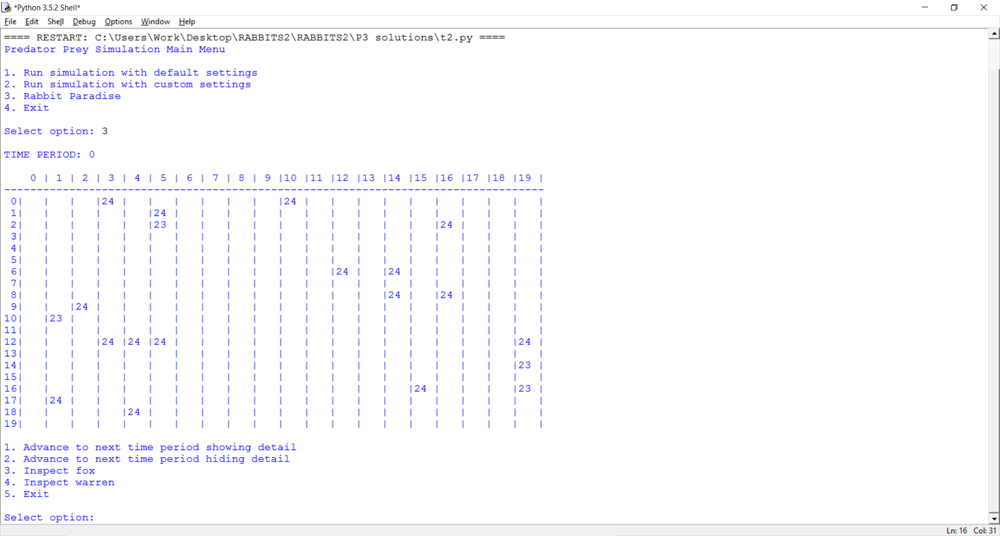 *Python 3.5.2 Shell*
File Edit Shell Debug Options Window Help
==== RESTART: C:\Users\Work\Desktop\RABBITS2\RABBITS2\P3 solutions\t2.py ====
Predator Prey Simulation Main Menu
1. Run simulation with default settings
2. Run simulation with custom settings
3. Rabbit Paradise
4. Exit
Select option: 3
TIME PERIOD: 0
    0 | 1 | 2 | 3 | 4 | 5 | 6 | 7 | 8 | 9 |10 |11 |12 |13 |14 |15 |16 |17 |18 |19 |
-----------------------------------------------------------------------------------
 0|   |   |   |24 |   |   |   |   |   |   |24 |   |   |   |   |   |   |   |   |   |
 1|   |   |   |   |   |24 |   |   |   |   |   |   |   |   |   |   |   |   |   |   |
 2|   |   |   |   |   |23 |   |   |   |   |   |   |   |   |   |   |24 |   |   |   |
 3|   |   |   |   |   |   |   |   |   |   |   |   |   |   |   |   |   |   |   |   |
 4|   |   |   |   |   |   |   |   |   |   |   |   |   |   |   |   |   |   |   |   |
 5|   |   |   |   |   |   |   |   |   |   |   |   |   |   |   |   |   |   |   |   |
 6|   |   |   |   |   |   |   |   |   |   |   |   |24 |   |24 |   |   |   |   |   |
 7|   |   |   |   |   |   |   |   |   |   |   |   |   |   |   |   |   |   |   |   |
 8|   |   |   |   |   |   |   |   |   |   |   |   |   |   |24 |   |24 |   |   |   |
 9|   |   |24 |   |   |   |   |   |   |   |   |   |   |   |   |   |   |   |   |   |
10|   |23 |   |   |   |   |   |   |   |   |   |   |   |   |   |   |   |   |   |   |
11|   |   |   |   |   |   |   |   |   |   |   |   |   |   |   |   |   |   |   |   |
12|   |   |   |24 |24 |24 |   |   |   |   |   |   |   |   |   |   |   |   |   |24 |
13|   |   |   |   |   |   |   |   |   |   |   |   |   |   |   |   |   |   |   |   |
14|   |   |   |   |   |   |   |   |   |   |   |   |   |   |   |   |   |   |   |23 |
15|   |   |   |   |   |   |   |   |   |   |   |   |   |   |   |   |   |   |   |   |
16|   |   |   |   |   |   |   |   |   |   |   |   |   |   |   |24 |   |   |   |23 |
17|   |24 |   |   |   |   |   |   |   |   |   |   |   |   |   |   |   |   |   |   |
18|   |   |   |   |24 |   |   |   |   |   |   |   |   |   |   |   |   |   |   |   |
19|   |   |   |   |   |   |   |   |   |   |   |   |   |   |   |   |   |   |   |   |
1. Advance to next time period showing detail
2. Advance to next time period hiding detail
3. Inspect fox
4. Inspect warren
5. Exit
Select option:
Ln: 16 Col: 31